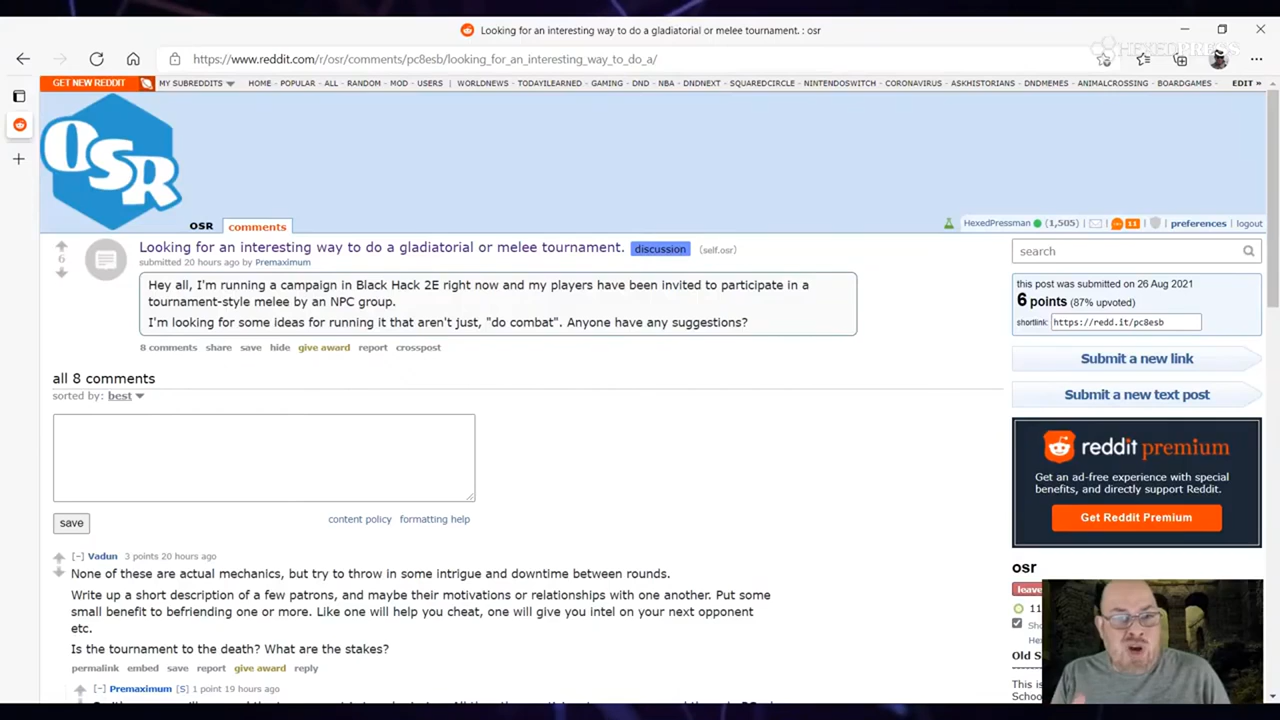 Looking for an interesting way to do a gladiatorial or melee tournament. : osr
HEXEDPRESS
https://www.reddit.com/r/osr/comments/pc8esb/looking_for_an_interesting_way_to_do_a/
GET NEW REDDIT MY SUBREDDITS HOME - POPULAR - ALL - RANDOM - MOD - USERS | WORLDNEWS - TODAYILEARNED - GAMING - DND - NBA - DNDNEXT - SQUAREDCIRCLE - NINTENDOSWITCH - CORONAVIRUS - ASKHISTORIANS - DNDMEMES - ANIMALCROSSING - BOARDGAMES - EDIT »
OSR
OSR comments
HexedPressman (1,505) | 11 | preferences | logout
6
Looking for an interesting way to do a gladiatorial or melee tournament. discussion (self.osr)
submitted 20 hours ago by Premaximum
Hey all, I'm running a campaign in Black Hack 2E right now and my players have been invited to participate in a
tournament-style melee by an NPC group.
I'm looking for some ideas for running it that aren't just, "do combat". Anyone have any suggestions?
8 comments share save hide give award report crosspost
all 8 comments
sorted by: best
save
content policy formatting help
[–] Vadun 3 points 20 hours ago
None of these are actual mechanics, but try to throw in some intrigue and downtime between rounds.
Write up a short description of a few patrons, and maybe their motivations or relationships with one another. Put some
small benefit to befriending one or more. Like one will help you cheat, one will give you intel on your next opponent
etc.
Is the tournament to the death? What are the stakes?
permalink embed save report give award reply
[–] Premaximum [S] 1 point 19 hours ago
search
this post was submitted on 26 Aug 2021
6 points (87% upvoted)
shortlink: https://redd.it/pc8esb
Submit a new link
Submit a new text post
reddit premium
Get an ad-free experience with special
benefits, and directly support Reddit.
Get Reddit Premium
osr
leave
11
Sho
He
Old S
This is
Schoo